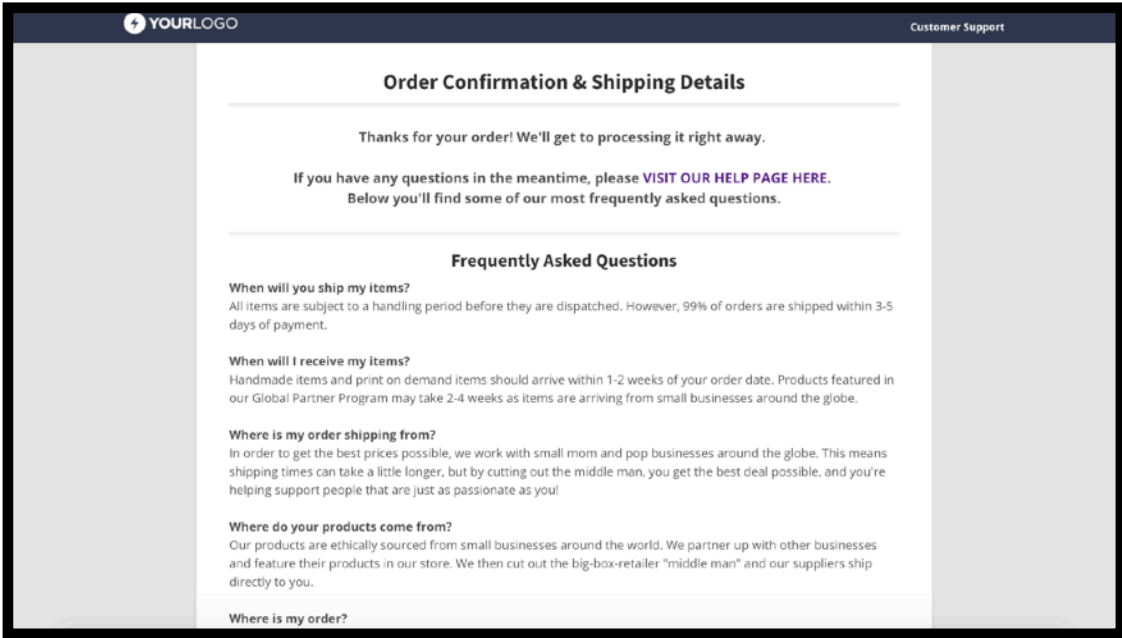 YOURLOGO
Customer Support
Order Confirmation & Shipping Details
Thanks for your order! We'll get to processing it right away.
If you have any questions in the meantime, please VISIT OUR HELP PAGE HERE.
Below you'll find some of our most frequently asked questions.
Frequently Asked Questions
When will you ship my items?
All items are subject to a handling period before they are dispatched. However, 99% of orders are shipped within 3-5
days of payment.
When will I receive my items?
Handmade items and print on demand items should arrive within 1-2 weeks of your order date. Products featured in
our Global Partner Program may take 2-4 weeks as items are arriving from small businesses around the globe.
Where is my order shipping from?
In order to get the best prices possible, we work with small mom and pop businesses around the globe. This means
shipping times can take a little longer, but by cutting out the middle man, you get the best deal possible, and you're
helping support people that are just as passionate as you!
Where do your products come from?
Our products are ethically sourced from small businesses around the world. We partner up with other businesses
and feature their products in our store. We then cut out the big-box-retailer "middle man" and our suppliers ship
directly to you.
Where is my order?